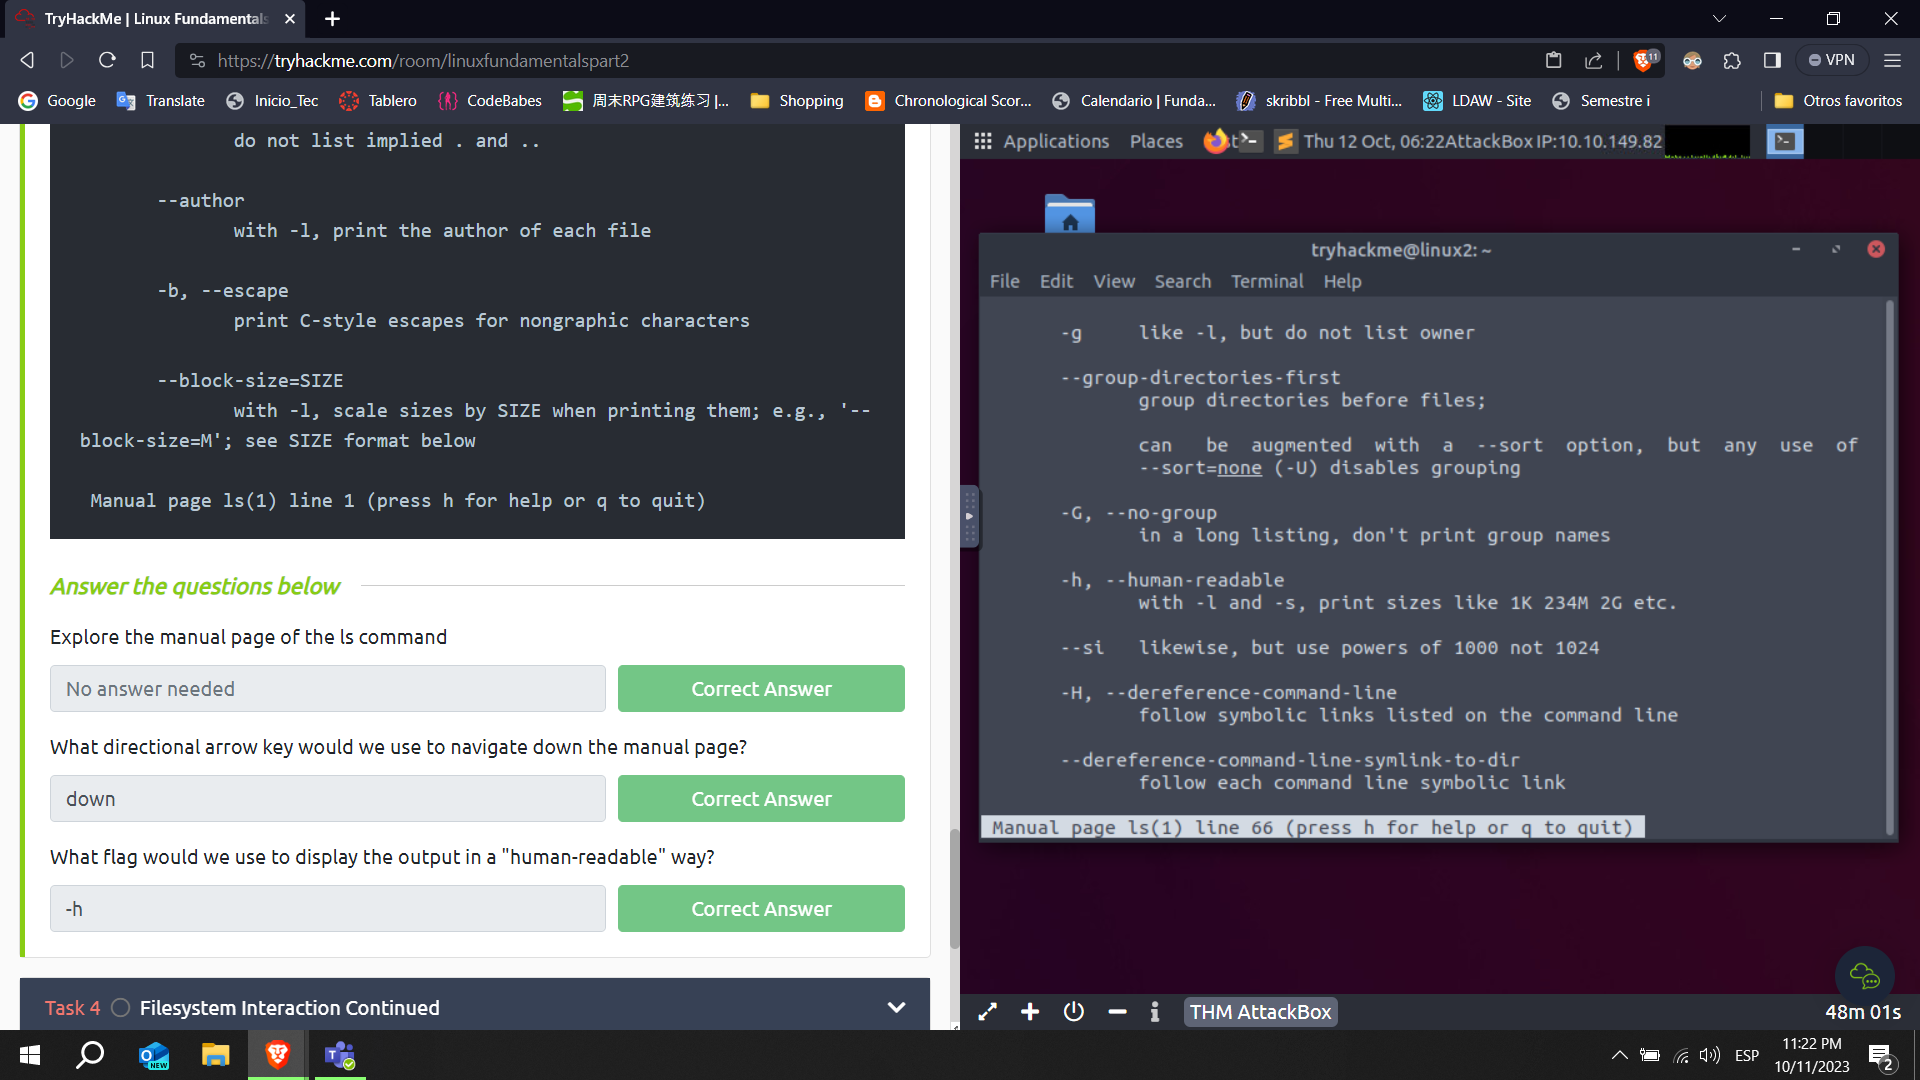 TryHackMe | Linux Fundamentals
https://tryhackme.com/room/linuxfundamentalspart2
11
VPN
Google
Translate
Inicio_Tec
Tablero
CodeBabes
周末RPG建筑练习 |...
Shopping
Chronological Scor...
Calendario | Funda...
skribbl - Free Multi...
LDAW - Site
Semestre i
Otros favoritos
do not list implied . and ..
--author
with -l, print the author of each file
-b, --escape
print C-style escapes for nongraphic characters
--block-size=SIZE
with -l, scale sizes by SIZE when printing them; e.g., '--
block-size=M'; see SIZE format below
Manual page ls(1) line 1 (press h for help or q to quit)
Answer the questions below
Explore the manual page of the ls command
No answer needed
Correct Answer
What directional arrow key would we use to navigate down the manual page?
down
Correct Answer
What flag would we use to display the output in a "human-readable" way?
-h
Correct Answer
Task 4
Filesystem Interaction Continued
Applications
Places
Thu 12 Oct, 06:22
AttackBox IP:10.10.149.82
tryhackme@linux2: ~
File Edit View Search Terminal Help
-g like -l, but do not list owner
--group-directories-first
group directories before files;
can be augmented with a --sort option, but any use of
--sort=none (-U) disables grouping
-G, --no-group
in a long listing, don't print group names
-h, --human-readable
with -l and -s, print sizes like 1K 234M 2G etc.
--si likewise, but use powers of 1000 not 1024
-H, --dereference-command-line
follow symbolic links listed on the command line
--dereference-command-line-symlink-to-dir
follow each command line symbolic link
Manual page ls(1) line 66 (press h for help or q to quit)
THM AttackBox
48m 01s
ESP
11:22 PM
10/11/2023
2